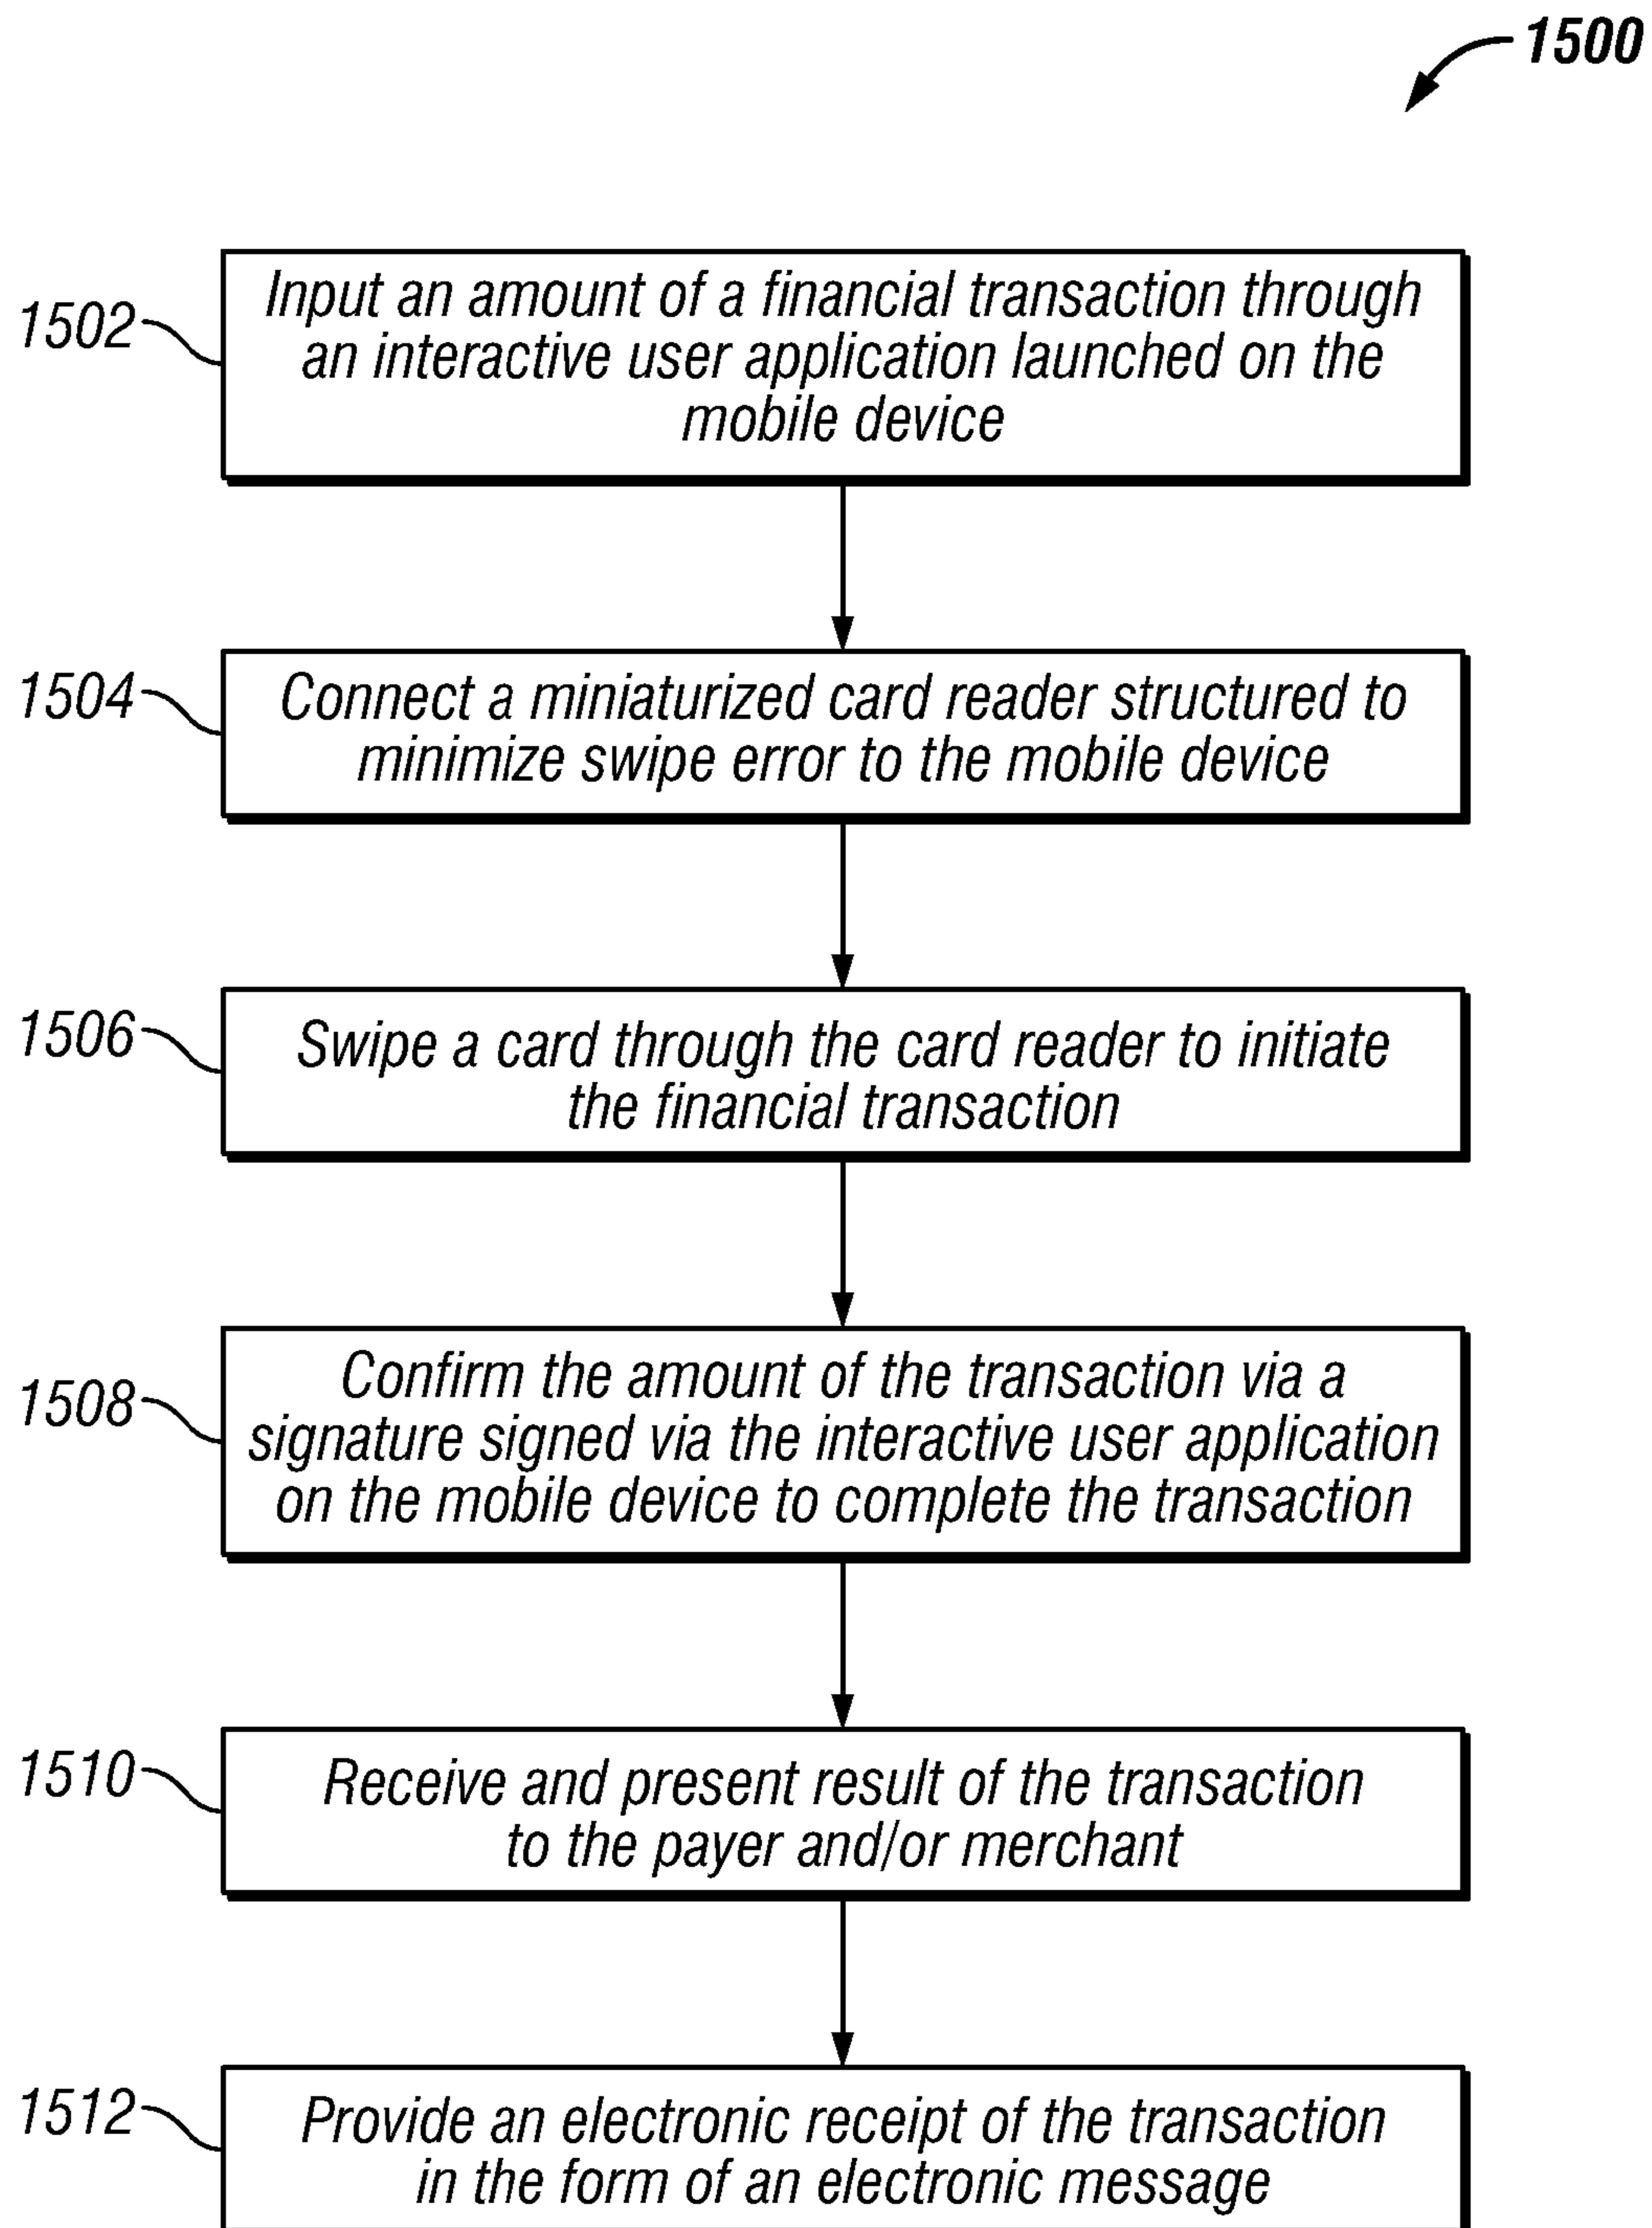 1500
1502
Input an amount of a financial transaction through
an interactive user application launched on the
mobile device
1504
Connect a miniaturized card reader structured to
minimize swipe error to the mobile device
1506
Swipe a card through the card reader to initiate
the financial transaction
1508
Confirm the amount of the transaction via a
signature signed via the interactive user application
on the mobile device to complete the transaction
1510
Receive and present result of the transaction
to the payer and/or merchant
1512
Provide an electronic receipt of the transaction
in the form of an electronic message